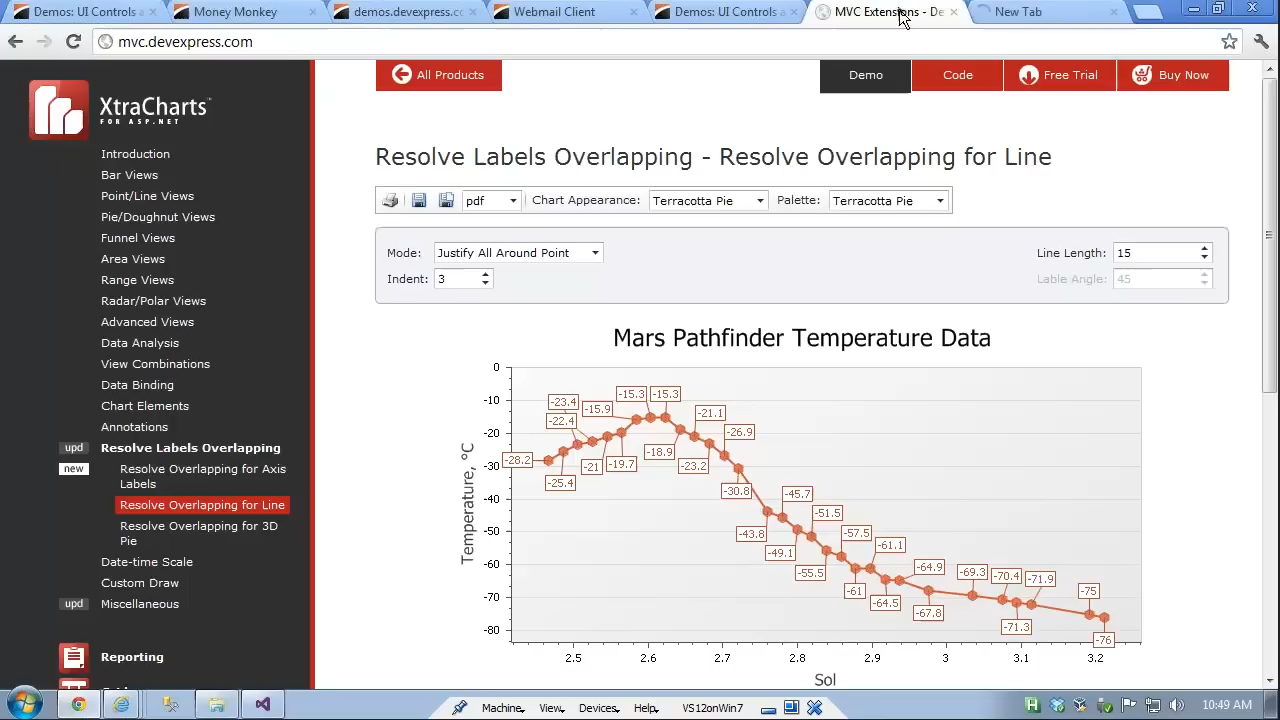 Demos: UI Controls a
Money Monkey
demos.devexpress.cc
Webmail Client
Demos: UI Controls a
MVC Extensions - De
New Tab
mvc.devexpress.com
XtraCharts™
FOR ASP.NET
Introduction
Bar Views
Point/Line Views
Pie/Doughnut Views
Funnel Views
Area Views
Range Views
Radar/Polar Views
Advanced Views
Data Analysis
View Combinations
Data Binding
Chart Elements
Annotations
upd Resolve Labels Overlapping
new Resolve Overlapping for Axis
Labels
Resolve Overlapping for Line
Resolve Overlapping for 3D
Pie
Date-time Scale
Custom Draw
upd Miscellaneous
Reporting
All Products
Demo
Code
Free Trial
Buy Now
Resolve Labels Overlapping - Resolve Overlapping for Line
pdf Chart Appearance: Terracotta Pie Palette: Terracotta Pie
Mode: Justify All Around Point Line Length: 15
Indent: 3 Lable Angle: 45
Mars Pathfinder Temperature Data
Temperature, °C
0
-10
-20
-30
-40
-50
-60
-70
-80
-28.2
-25.4
-22.4
-23.4
-21
-15.9
-19.7
-15.3
-15.3
-18.9
-23.2
-21.1
-26.9
-30.8
-43.8
-45.7
-49.1
-51.5
-55.5
-57.5
-61
-61.1
-64.5
-64.9
-67.8
-69.3
-70.4
-71.3
-71.9
-75
-76
2.5 2.6 2.7 2.8 2.9 3 3.1 3.2
Sol
Machine View Devices Help VS12onWin7
10:49 AM